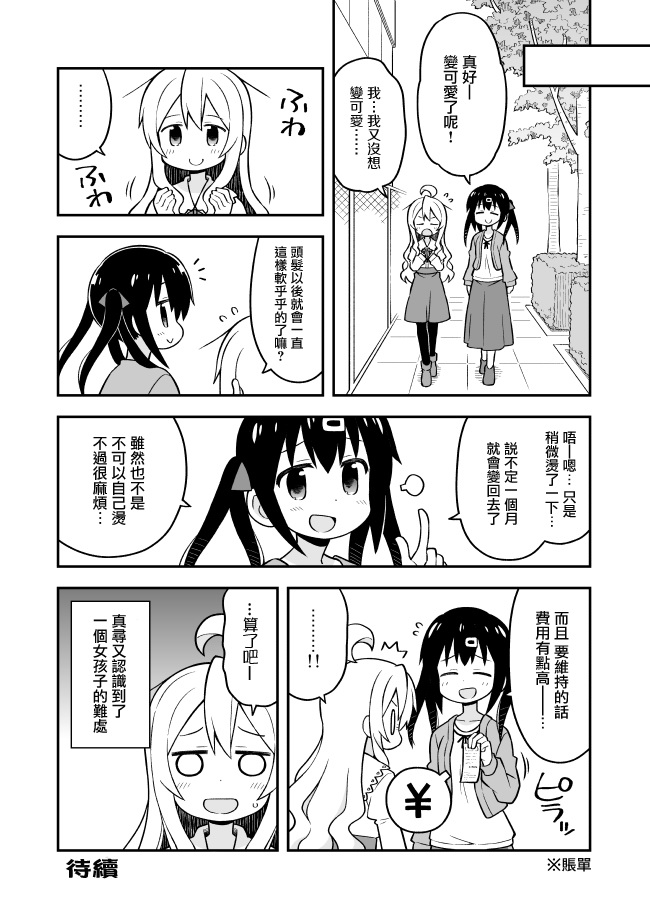 真好ー
變可愛了呢！
我…我又沒想
變可愛……
ふわ
ふわ
………
頭髮以後就會一直
這樣軟乎乎的了嘛？
唔ー嗯… 只是
稍微燙了一下…
説不定一個月
就會變回去了
雖然也不是
不可以自己燙
不過很麻煩…
而且 要維持的話
費用有點高———…
ピラッ
¥
………!!
※賬單
…算了吧ー
真尋又認識到了
一個女孩子的難處
待續